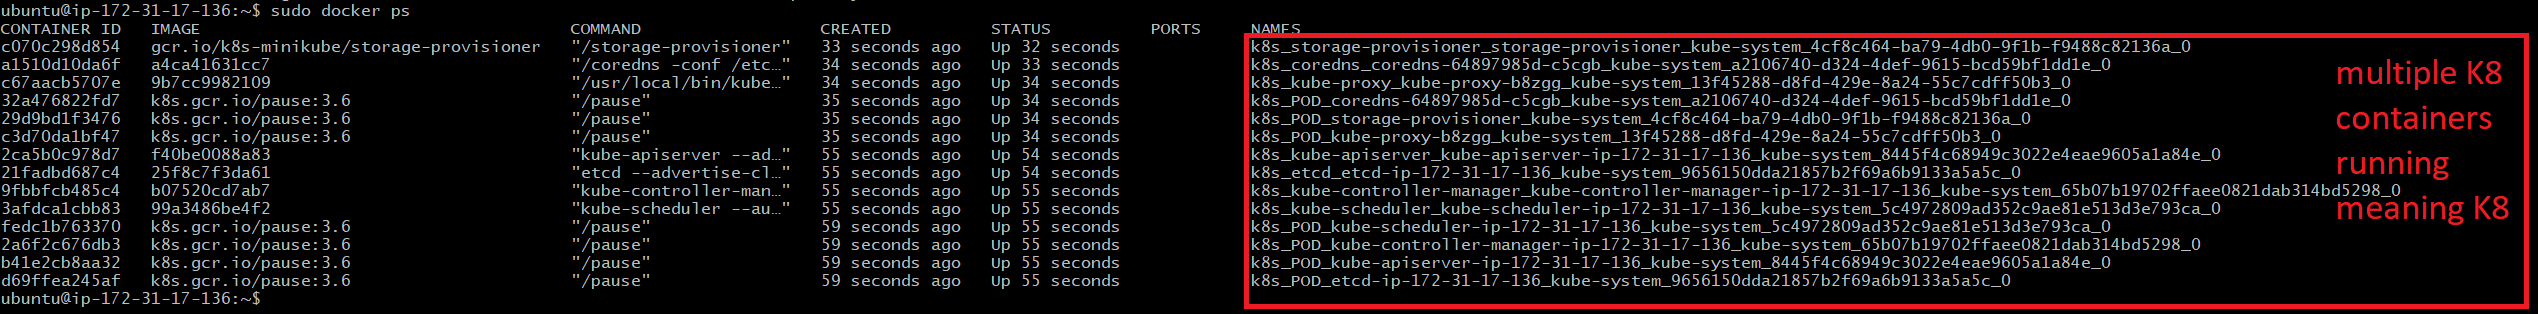 ubuntu@ip-172-31-17-136:~$ sudo docker ps
CONTAINER ID   IMAGE                                    COMMAND                  CREATED          STATUS          PORTS     NAMES
c070c298d854   gcr.io/k8s-minikube/storage-provisioner   "/storage-provisioner"   33 seconds ago   Up 32 seconds             k8s_storage-provisioner_storage-provisioner_kube-system_4cf8c464-ba79-4db0-9f1b-f9488c82136a_0
a1510d10da6f   a4ca41631cc7                              "/coredns -conf /etc…"   34 seconds ago   Up 33 seconds             k8s_coredns_coredns-64897985d-c5cgb_kube-system_a2106740-d324-4def-9615-bcd59bf1dd1e_0
c67aacb5707e   9b7cc9982109                              "/usr/local/bin/kube…"   34 seconds ago   Up 34 seconds             k8s_kube-proxy_kube-proxy-b8zgg_kube-system_13f45288-d8fd-429e-8a24-55c7cdff50b3_0
32a476822fd7   k8s.gcr.io/pause:3.6                      "/pause"                 35 seconds ago   Up 34 seconds             k8s_POD_coredns-64897985d-c5cgb_kube-system_a2106740-d324-4def-9615-bcd59bf1dd1e_0
29d9bd1f3476   k8s.gcr.io/pause:3.6                      "/pause"                 35 seconds ago   Up 34 seconds             k8s_POD_storage-provisioner_kube-system_4cf8c464-ba79-4db0-9f1b-f9488c82136a_0
c3d70da1bf47   k8s.gcr.io/pause:3.6                      "/pause"                 35 seconds ago   Up 34 seconds             k8s_POD_kube-proxy-b8zgg_kube-system_13f45288-d8fd-429e-8a24-55c7cdff50b3_0
2ca5b0c978d7   f40be0088a83                              "kube-apiserver --ad…"   55 seconds ago   Up 54 seconds             k8s_kube-apiserver_kube-apiserver-ip-172-31-17-136_kube-system_8445f4c68949c3022e4eae9605a1a84e_0
21fadbd687c4   25f8c7f3da61                              "etcd --advertise-cl…"   55 seconds ago   Up 54 seconds             k8s_etcd_etcd-ip-172-31-17-136_kube-system_9656150dda21857b2f69a6b9133a5a5c_0
9fbbfcb485c4   b07520cd7ab7                              "kube-controller-man…"   55 seconds ago   Up 55 seconds             k8s_kube-controller-manager_kube-controller-manager-ip-172-31-17-136_kube-system_65b07b19702ffaee0821dab314bd5298_0
3afdca1cbb83   99a3486be4f2                              "kube-scheduler --au…"   55 seconds ago   Up 55 seconds             k8s_kube-scheduler_kube-scheduler-ip-172-31-17-136_kube-system_5c4972809ad352c9ae81e513d3e793ca_0
fedc1b763370   k8s.gcr.io/pause:3.6                      "/pause"                 59 seconds ago   Up 55 seconds             k8s_POD_kube-scheduler-ip-172-31-17-136_kube-system_5c4972809ad352c9ae81e513d3e793ca_0
2a6f2c676db3   k8s.gcr.io/pause:3.6                      "/pause"                 59 seconds ago   Up 55 seconds             k8s_POD_kube-controller-manager-ip-172-31-17-136_kube-system_65b07b19702ffaee0821dab314bd5298_0
b41e2cb8aa32   k8s.gcr.io/pause:3.6                      "/pause"                 59 seconds ago   Up 55 seconds             k8s_POD_kube-apiserver-ip-172-31-17-136_kube-system_8445f4c68949c3022e4eae9605a1a84e_0
d69ffea245af   k8s.gcr.io/pause:3.6                      "/pause"                 59 seconds ago   Up 55 seconds             k8s_POD_etcd-ip-172-31-17-136_kube-system_9656150dda21857b2f69a6b9133a5a5c_0
ubuntu@ip-172-31-17-136:~$
multiple K8
containers
running
meaning K8